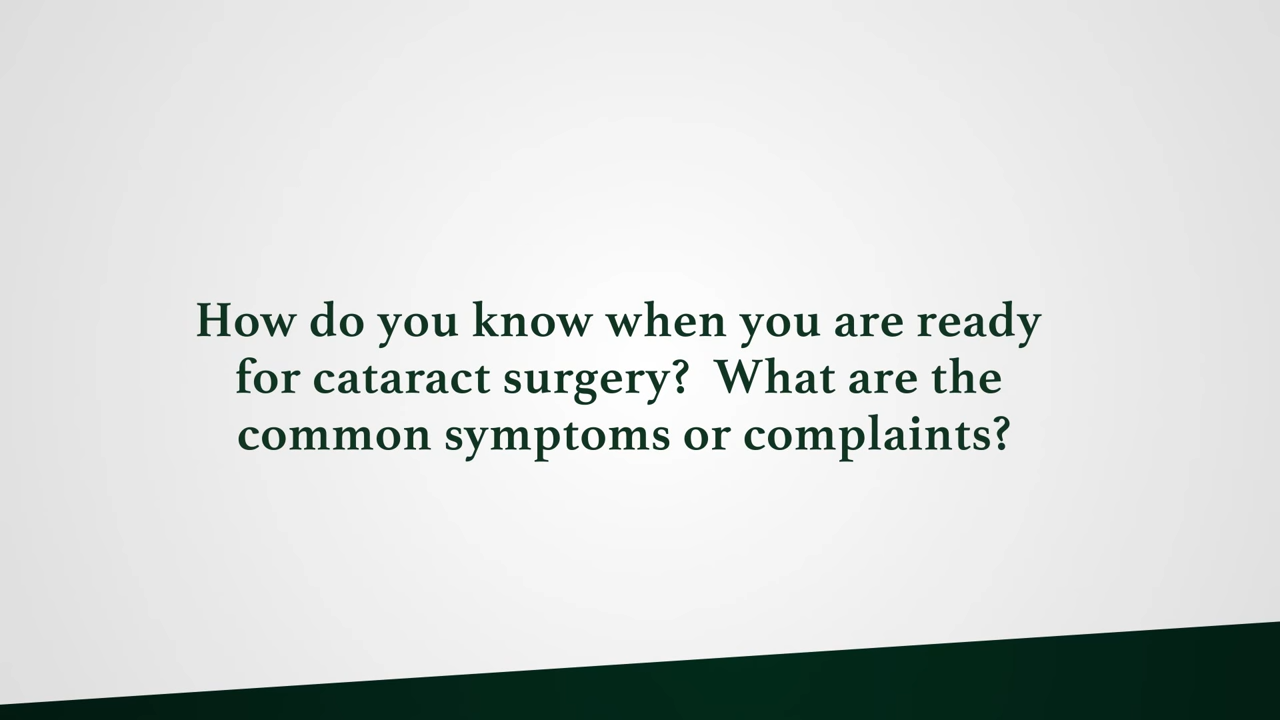 How do you know when you are ready
for cataract surgery?  What are the
common symptoms or complaints?